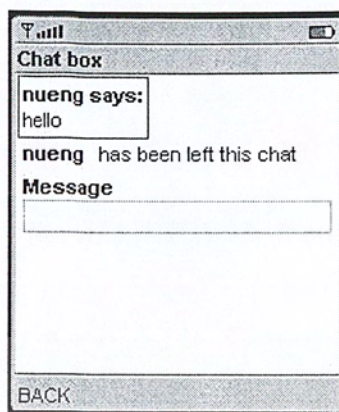 Chat box
nueng says:
hello
nueng has been left this chat
Message
BACK